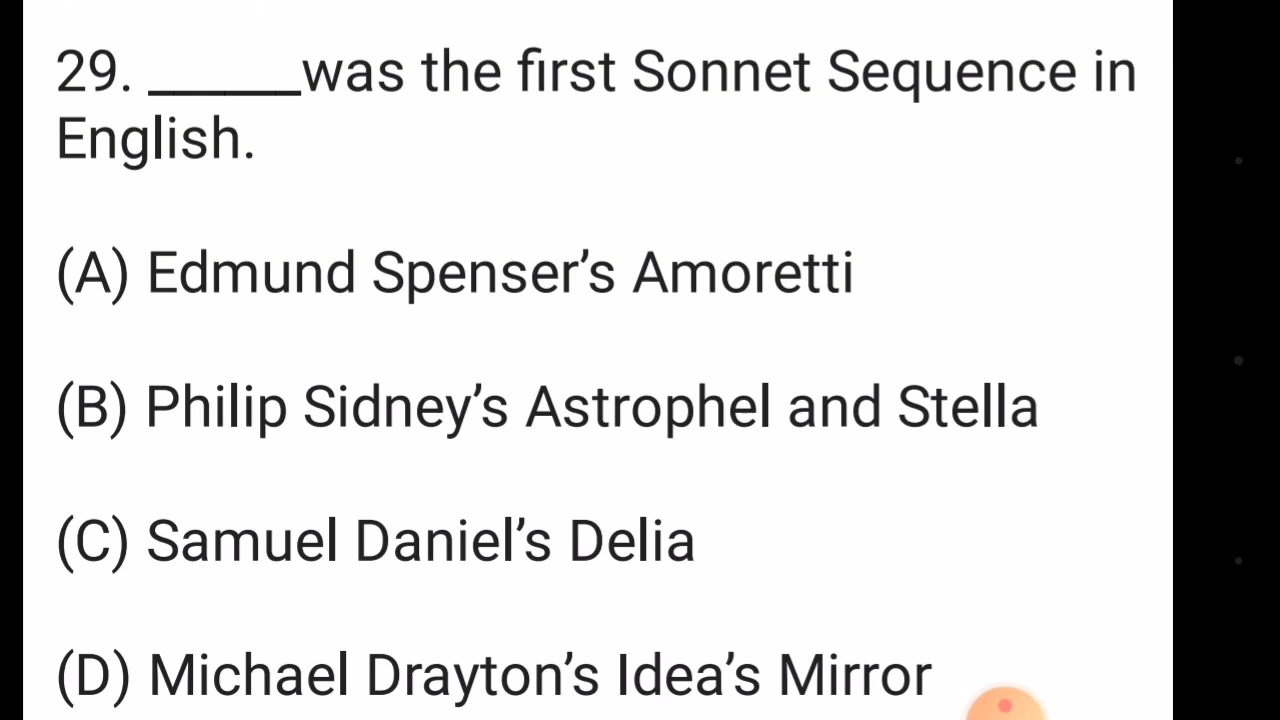 29. ______was the first Sonnet Sequence in
English.
(A) Edmund Spenser’s Amoretti
(B) Philip Sidney’s Astrophel and Stella
(C) Samuel Daniel’s Delia
(D) Michael Drayton’s Idea’s Mirror